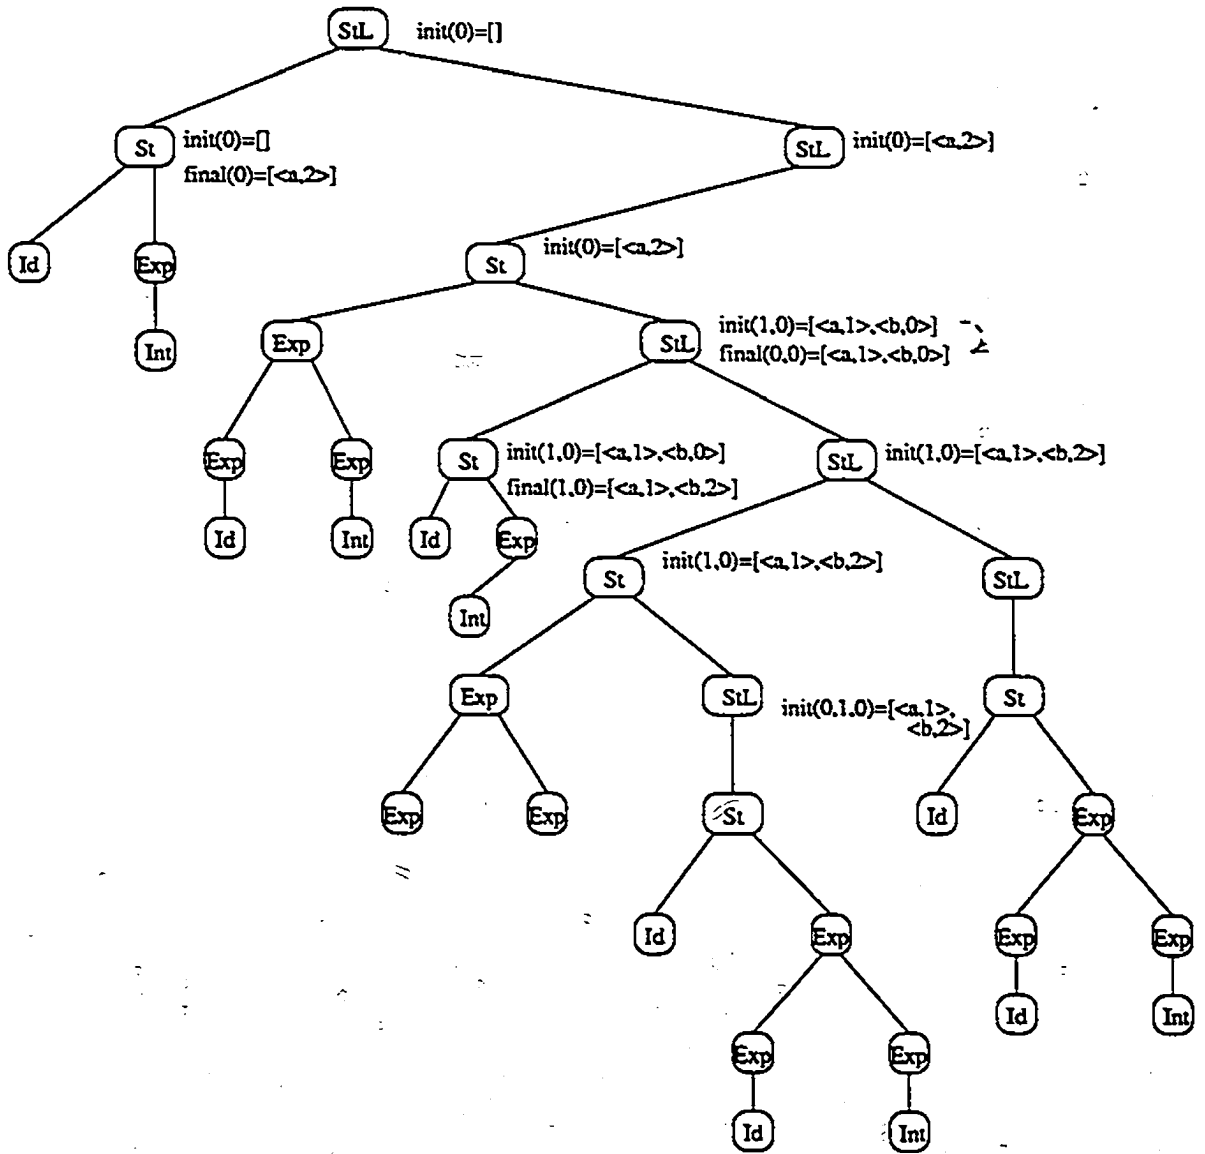 StL init(0)=[]
St init(0)=[] StL init(0)=[<a,2>]
final(0)=[<a,2>]
Id Exp St init(0)=[<a,2>]
Int Exp StL init(1,0)=[<a,1>,<b,0>]
final(0,0)=[<a,1>,<b,0>]
Exp Exp St init(1,0)=[<a,1>,<b,0>] StL init(1,0)=[<a,1>,<b,2>]
final(1,0)=[<a,1>,<b,2>]
Id Int Id Exp
St init(1,0)=[<a,1>,<b,2>] StL
Int
Exp StL init(0,1,0)=[<a,1>, St
<b,2>]
Exp Exp St Id Exp
Id Exp Exp Exp
Id Int
Exp Exp
Id Int